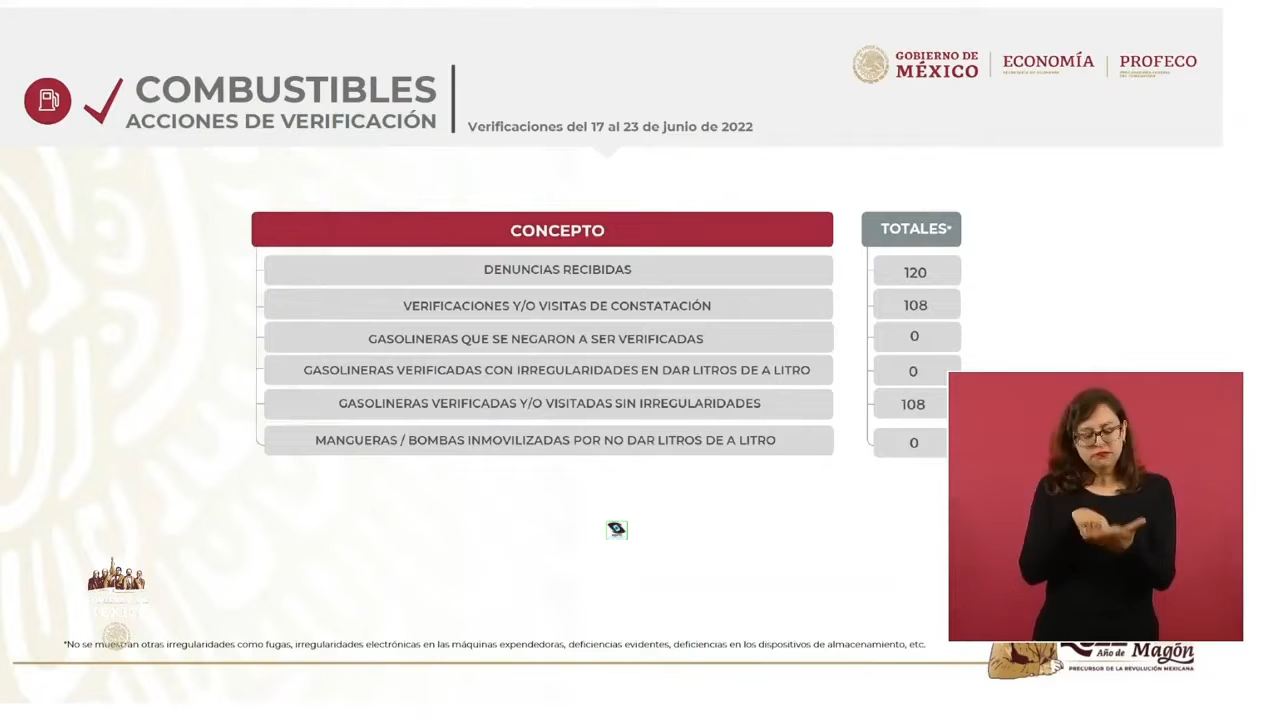 COMBUSTIBLES
ACCIONES DE VERIFICACIÓN
Verificaciones del 17 al 23 de junio de 2022
GOBIERNO DE
MÉXICO
ECONOMÍA
PROFECO
CONCEPTO
TOTALES*
DENUNCIAS RECIBIDAS
120
VERIFICACIONES Y/O VISITAS DE CONSTATACIÓN
108
GASOLINERAS QUE SE NEGARON A SER VERIFICADAS
0
GASOLINERAS VERIFICADAS CON IRREGULARIDADES EN DAR LITROS DE A LITRO
0
GASOLINERAS VERIFICADAS Y/O VISITADAS SIN IRREGULARIDADES
108
MANGUERAS / BOMBAS INMOVILIZADAS POR NO DAR LITROS DE A LITRO
0
*No se muestran otras irregularidades como fugas, irregularidades electrónicas en las máquinas expendedoras, deficiencias evidentes, deficiencias en los dispositivos de almacenamiento, etc.
Año de Magón
PRECURSOR DE LA REVOLUCIÓN MEXICANA